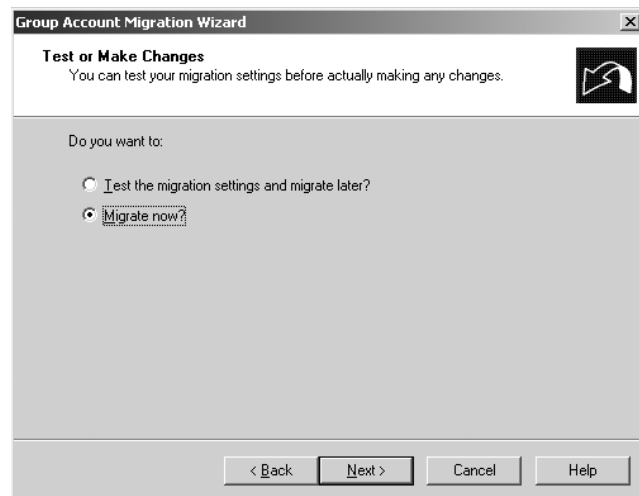 Group Account Migration Wizard
Test or Make Changes
You can test your migration settings before actually making any changes.
Do you want to:
Test the migration settings and migrate later?
Migrate now?
< Back
Next >
Cancel
Help